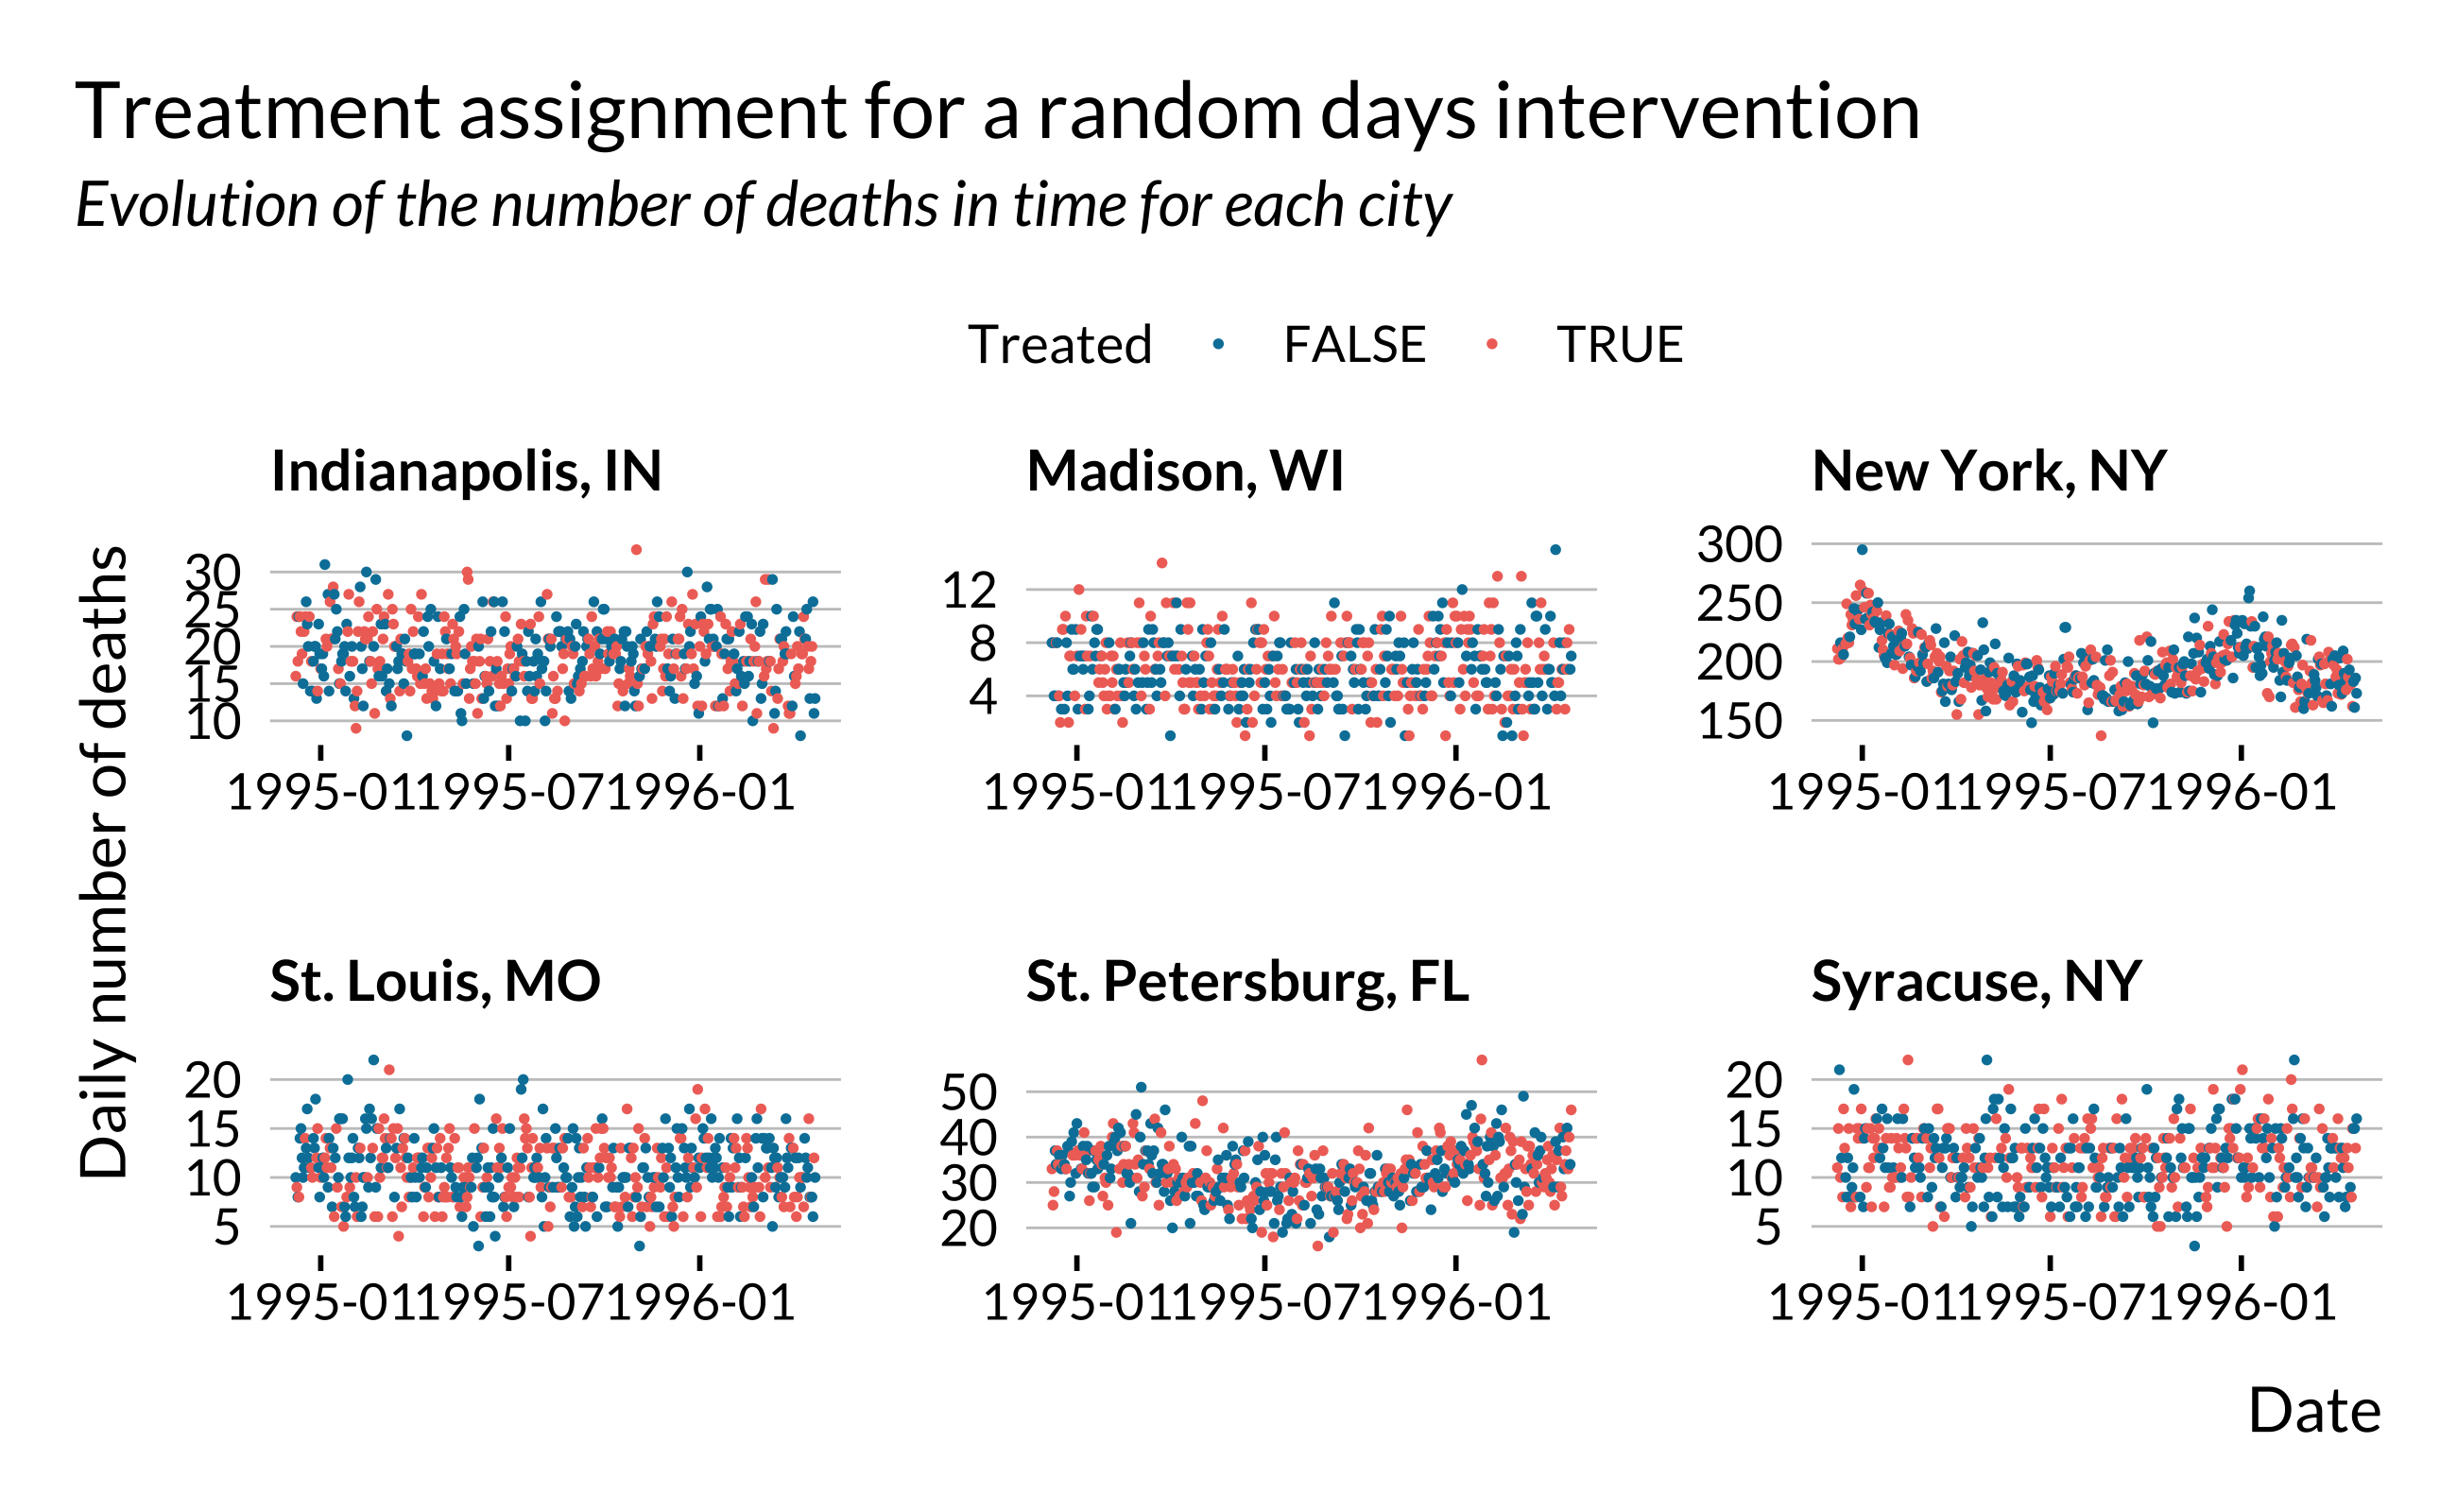 Treatment assignment for a random days intervention
Evolution of the number of deaths in time for each city
Treated FALSE TRUE
Daily number of deaths
Indianapolis, IN
30
25
20
15
10
1995-01 1995-07 1996-01
Madison, WI
12
8
4
1995-01 1995-07 1996-01
New York, NY
300
250
200
150
1995-01 1995-07 1996-01
St. Louis, MO
20
15
10
5
1995-01 1995-07 1996-01
St. Petersburg, FL
50
40
30
20
1995-01 1995-07 1996-01
Syracuse, NY
20
15
10
5
1995-01 1995-07 1996-01
Date